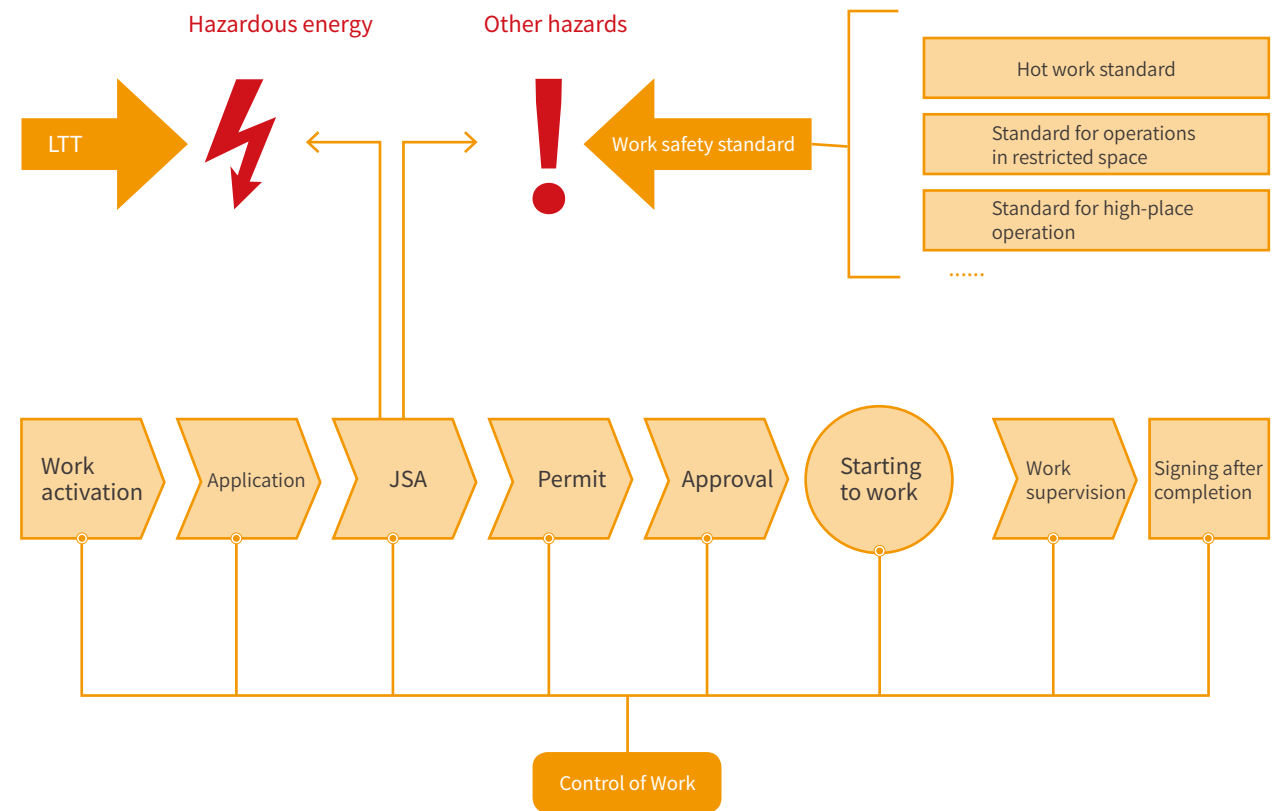 Hazardous energy
Other hazards
LTT
Work safety standard
Hot work standard
Standard for operations
in restricted space
Standard for high-place
operation
......
Work
activation
Application
JSA
Permit
Approval
Starting
to work
Work
supervision
Signing after
completion
Control of Work